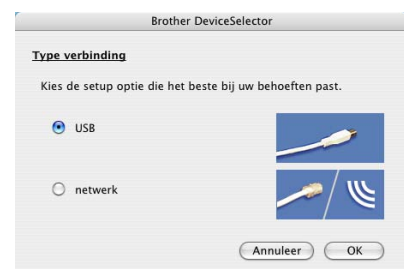 Brother DeviceSelector
Type verbinding
Kies de setup optie die het beste bij uw behoeften past.
USB
netwerk
Annuleer OK